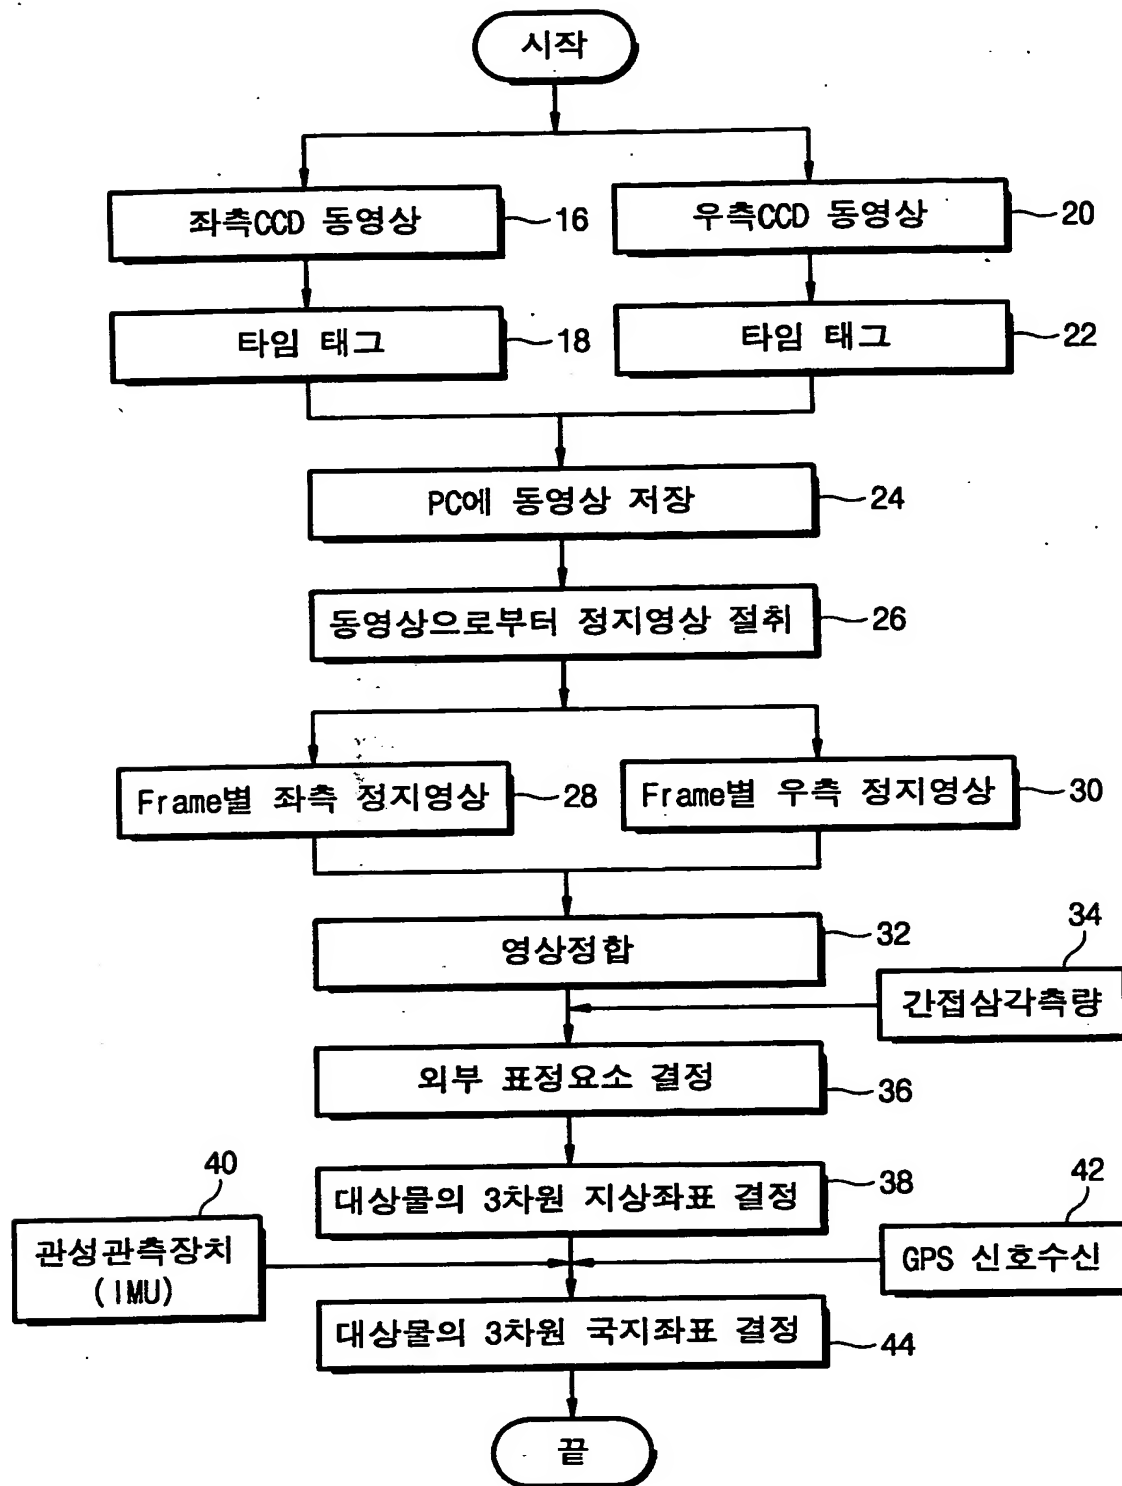 시작
좌측CCD 동영상
16
우측CCD 동영상
20
타임 태그
18
타임 태그
22
PC에 동영상 저장
24
동영상으로부터 정지영상 절취
26
Frame별 좌측 정지영상
28
Frame별 우측 정지영상
30
영상정합
32
34
간접삼각측량
외부 표정요소 결정
36
대상물의 3차원 지상좌표 결정
38
40
관성관측장치
(IMU)
42
GPS 신호수신
대상물의 3차원 국지좌표 결정
44
끝